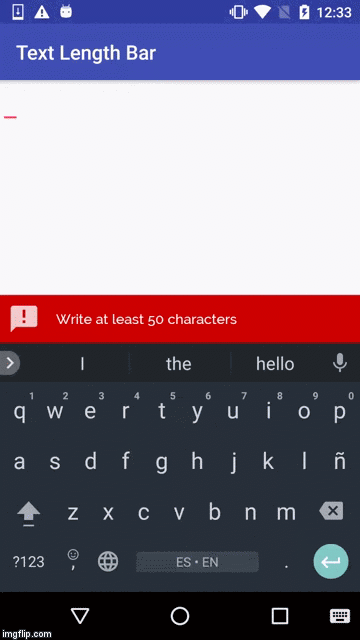 12:33
Text Length Bar
Write at least 50 characters
I the hello
1 2 3 4 5 6 7 8 9 0
q w e r t y u i o p
a s d f g h j k l ñ
z x c v b n m
?123 , ES • EN .
imgflip.com